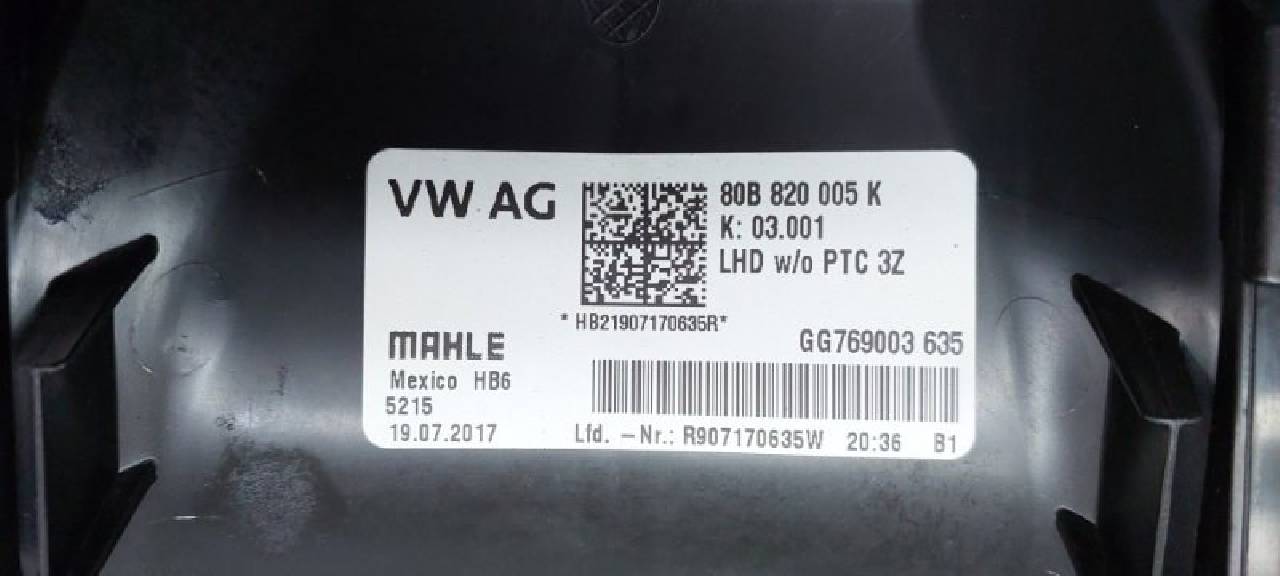 VW AG
80B 820 005 K
K: 03.001
LHD w/o PTC 3Z
*HB21907170635R*
MAHLE
GG769003 635
Mexico HB6
5215
19.07.2017
Lfd. -Nr.: R907170635W 20:36 B1